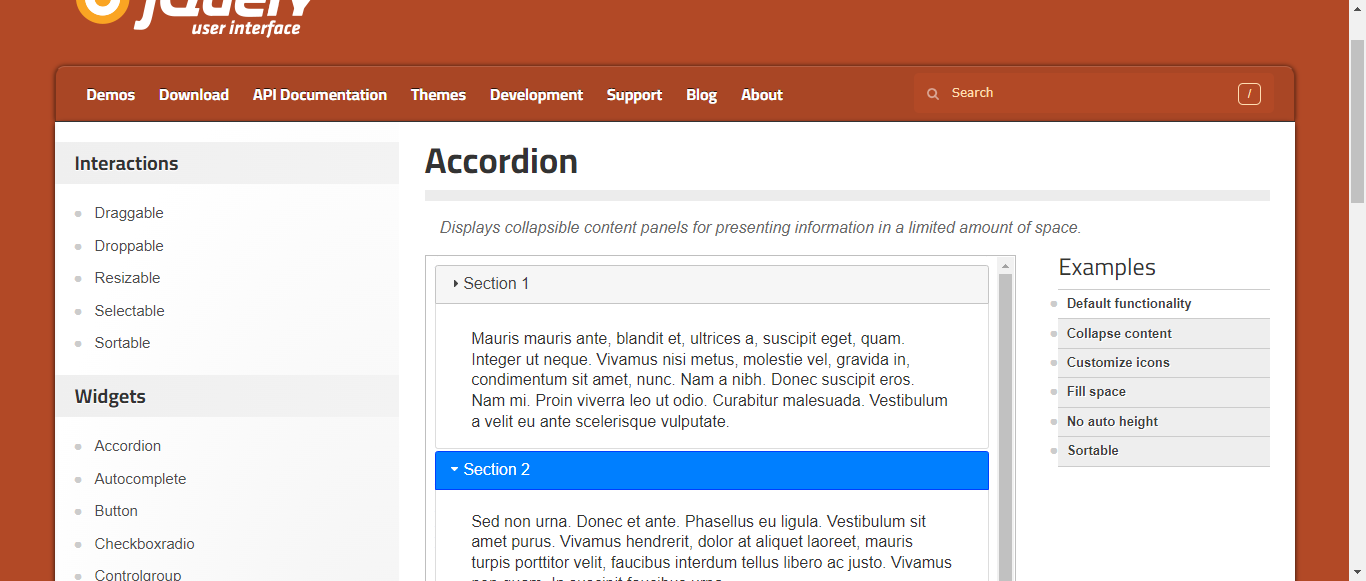 jQuery
user interface
Demos Download API Documentation Themes Development Support Blog About Search /
Interactions
Draggable
Droppable
Resizable
Selectable
Sortable
Widgets
Accordion
Autocomplete
Button
Checkboxradio
Controlgroup
Accordion
Displays collapsible content panels for presenting information in a limited amount of space.
Section 1
Mauris mauris ante, blandit et, ultrices a, suscipit eget, quam.
Integer ut neque. Vivamus nisi metus, molestie vel, gravida in,
condimentum sit amet, nunc. Nam a nibh. Donec suscipit eros.
Nam mi. Proin viverra leo ut odio. Curabitur malesuada. Vestibulum
a velit eu ante scelerisque vulputate.
Section 2
Sed non urna. Donec et ante. Phasellus eu ligula. Vestibulum sit
amet purus. Vivamus hendrerit, dolor at aliquet laoreet, mauris
turpis porttitor velit, faucibus interdum tellus libero ac justo. Vivamus
non quam. In suscipit faucibus urna.
Examples
Default functionality
Collapse content
Customize icons
Fill space
No auto height
Sortable